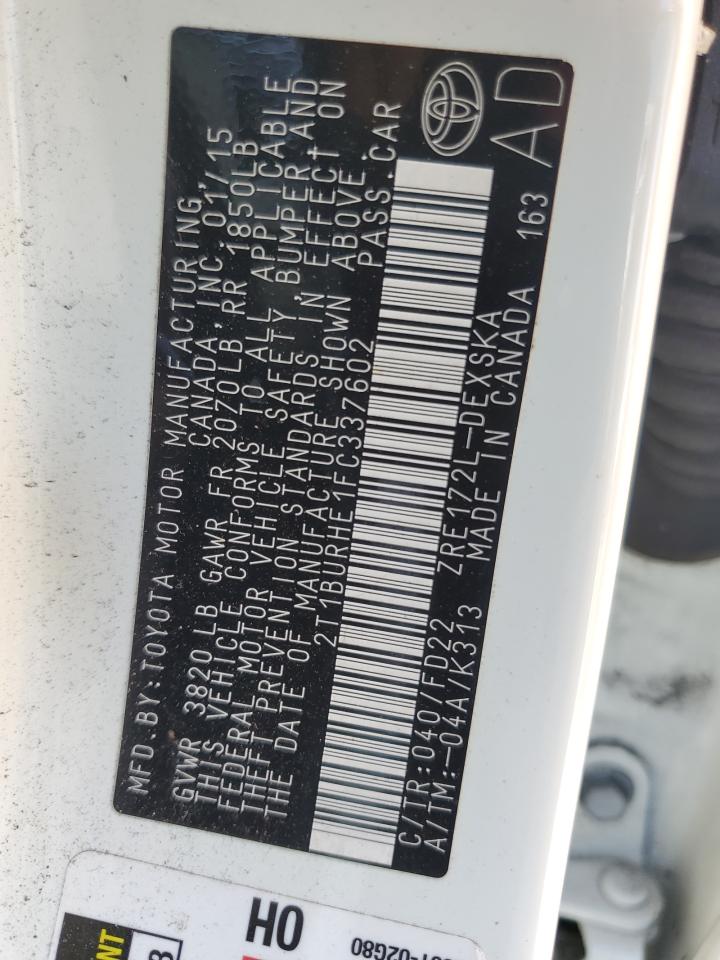 MFD.BY:TOYOTA MOTOR MANUFACTURING,
CANADA, INC. 01/15
GVWR 3820 LB GAWR FR 2070LB RR 1850LB
THIS VEHICLE CONFORMS TO ALL APPLICABLE
FEDERAL MOTOR VEHICLE SAFETY, BUMPER, AND
THEFT PREVENTION STANDARDS IN EFFECT ON
THE DATE OF MANUFACTURE SHOWN ABOVE.
2T1BURHE1FC337602 PASS.CAR
C/TR:040/FD22 ZRE172L-DEXSKA
A/TM:-04A/K313 MADE IN CANADA 163
AD
OH
-02G80